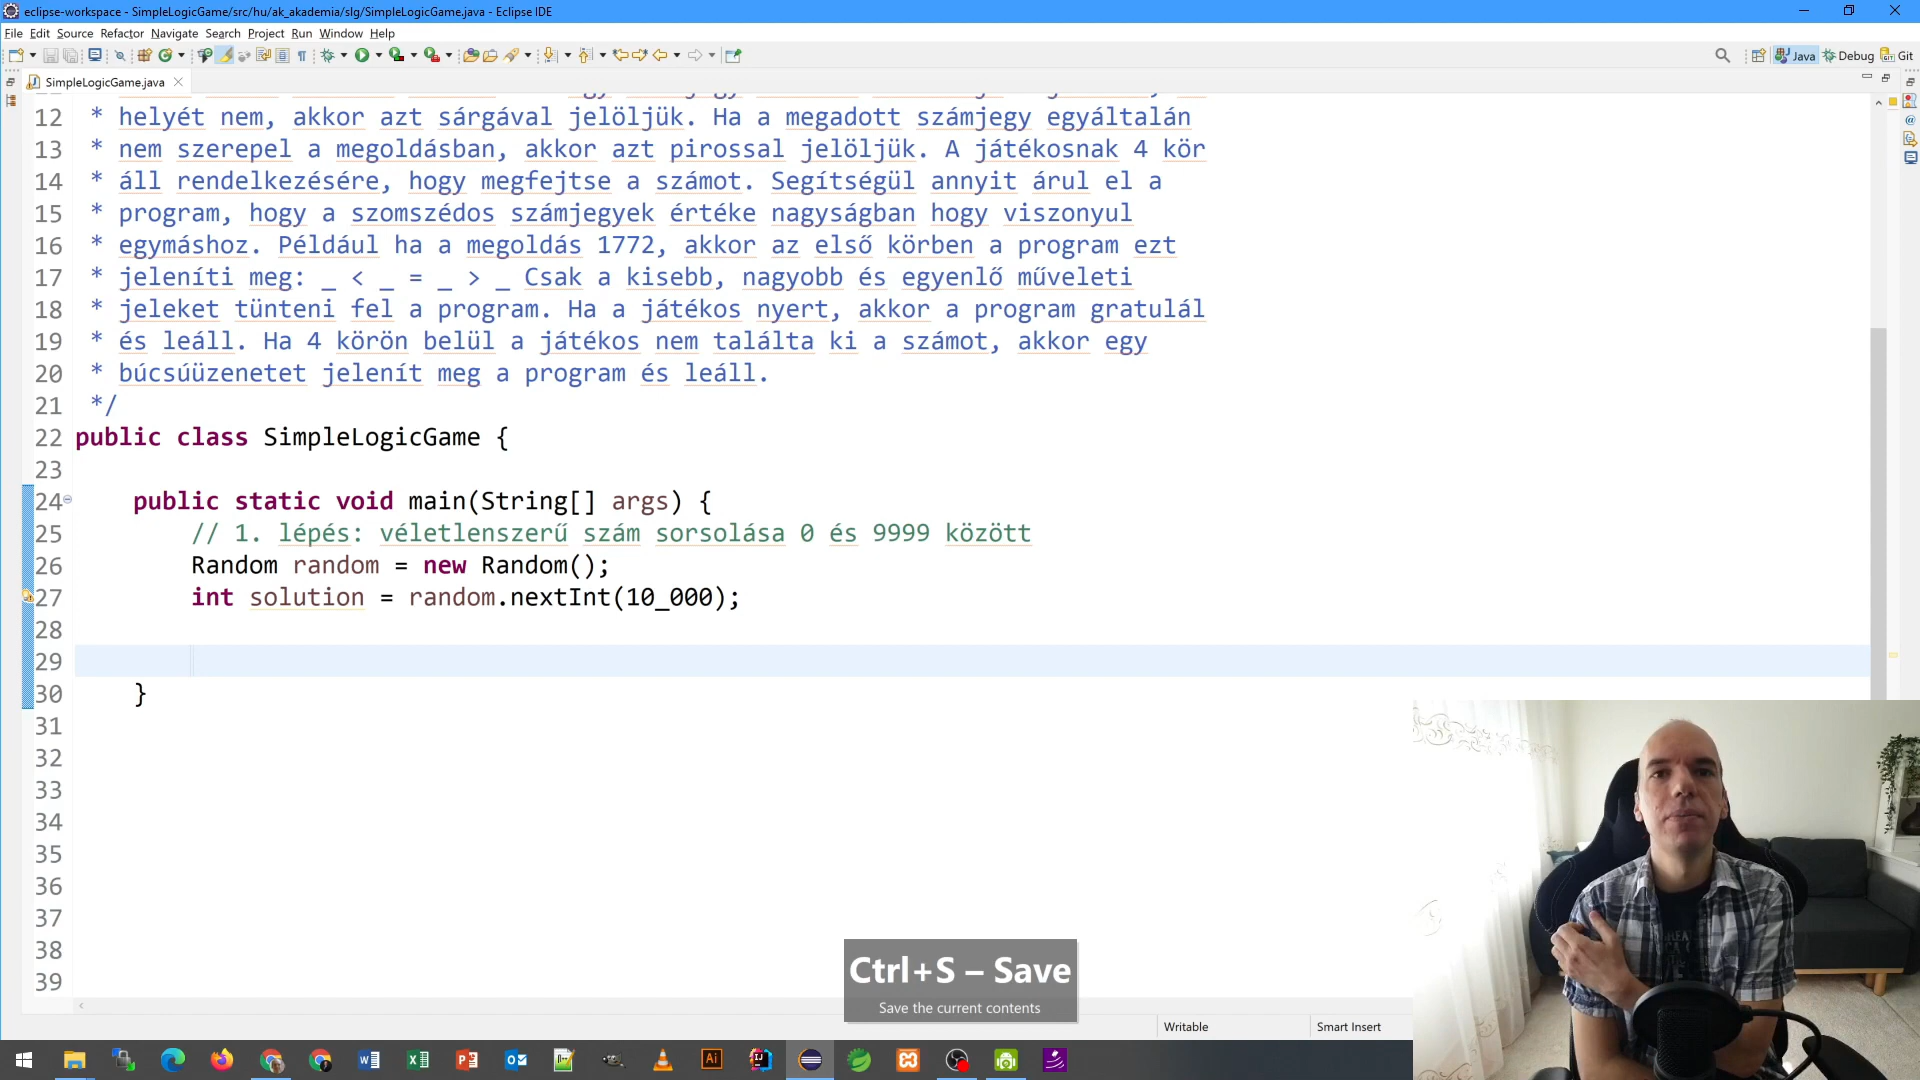 eclipse-workspace - SimpleLogicGame/src/hu/ak_akademia/slg/SimpleLogicGame.java - Eclipse IDE
File Edit Source Refactor Navigate Search Project Run Window Help
Java Debug Git
SimpleLogicGame.java
12 * helyét nem, akkor azt sárgával jelöljük. Ha a megadott számjegy egyáltalán
13 * nem szerepel a megoldásban, akkor azt pirossal jelöljük. A játékosnak 4 kör
14 * áll rendelkezésére, hogy megfejtse a számot. Segítségül annyit árul el a
15 * program, hogy a szomszédos számjegyek értéke nagyságban hogy viszonyul
16 * egymáshoz. Például ha a megoldás 1772, akkor az első körben a program ezt
17 * jeleníti meg: _ < _ = _ > _ Csak a kisebb, nagyobb és egyenlő műveleti
18 * jeleket tünteni fel a program. Ha a játékos nyert, akkor a program gratulál
19 * és leáll. Ha 4 körön belül a játékos nem találta ki a számot, akkor egy
20 * búcsúüzenetet jelenít meg a program és leáll.
21 */
22 public class SimpleLogicGame {
23
24 public static void main(String[] args) {
25 // 1. lépés: véletlenszerű szám sorsolása 0 és 9999 között
26 Random random = new Random();
27 int solution = random.nextInt(10_000);
28
29
30 }
31
32
33
34
35
36
37
38
39
Ctrl+S – Save
Save the current contents
Writable Smart Insert